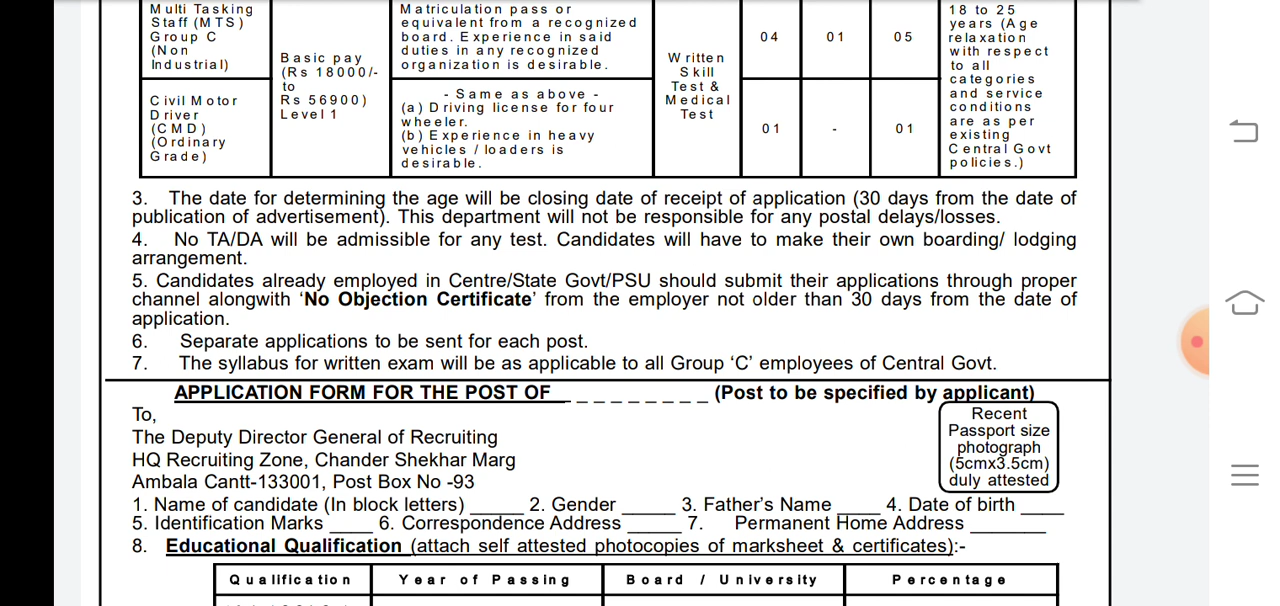 Multi Tasking
Staff (MTS)
Group C
(Non
Industrial)
Basic pay
(Rs 18000/-
to
Rs 56900)
Level 1
Matriculation pass or
equivalent from a recognized
board. Experience in said
duties in any recognized
organization is desirable.
Written
Skill
Test &
Medical
Test
04
01
05
18 to 25
years (Age
relaxation
with respect
to all
categories
and service
conditions
are as per
existing
Central Govt
policies.)
Civil Motor
Driver
(CMD)
(Ordinary
Grade)
- Same as above -
(a) Driving license for four
wheeler.
(b) Experience in heavy
vehicles / loaders is
desirable.
01
-
01
3. The date for determining the age will be closing date of receipt of application (30 days from the date of
publication of advertisement). This department will not be responsible for any postal delays/losses.
4. No TA/DA will be admissible for any test. Candidates will have to make their own boarding/ lodging
arrangement.
5. Candidates already employed in Centre/State Govt/PSU should submit their applications through proper
channel alongwith ‘No Objection Certificate’ from the employer not older than 30 days from the date of
application.
6. Separate applications to be sent for each post.
7. The syllabus for written exam will be as applicable to all Group ‘C’ employees of Central Govt.
APPLICATION FORM FOR THE POST OF _ _ _ _ _ _ _ _ _ (Post to be specified by applicant)
To,
The Deputy Director General of Recruiting
HQ Recruiting Zone, Chander Shekhar Marg
Ambala Cantt-133001, Post Box No -93
Recent
Passport size
photograph
(5cmx3.5cm)
duly attested
1. Name of candidate (In block letters) _____ 2. Gender _____ 3. Father’s Name ____ 4. Date of birth ____
5. Identification Marks ____ 6. Correspondence Address _____ 7. Permanent Home Address _______
8. Educational Qualification (attach self attested photocopies of marksheet & certificates):-
Qualification Year of Passing Board / University Percentage